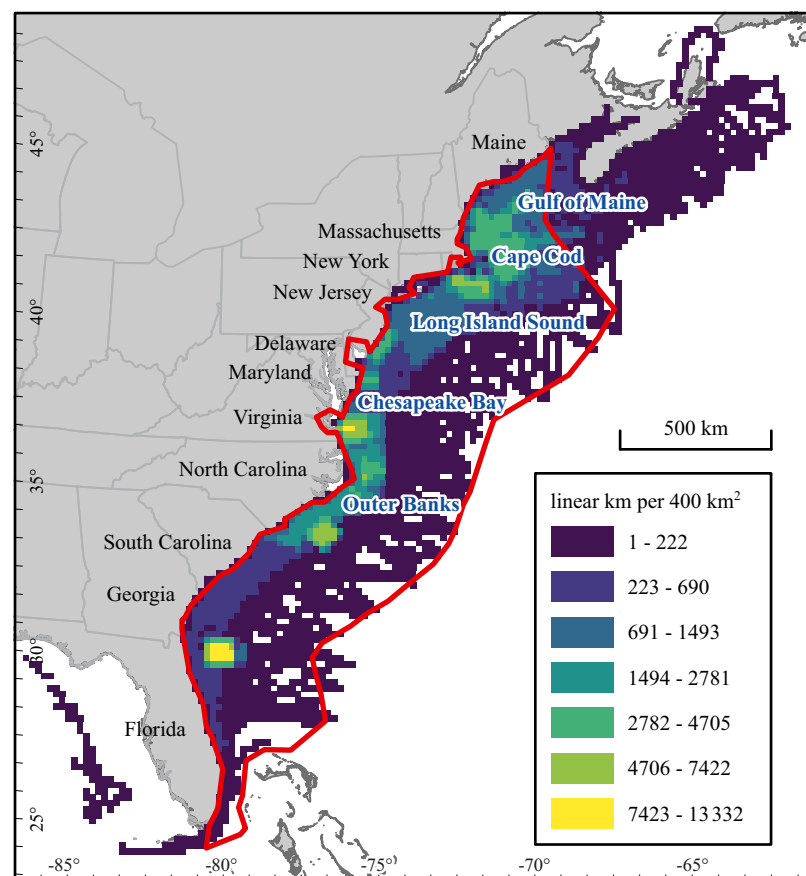 Maine
Gulf of Maine
Massachusetts
Cape Cod
New York
New Jersey
Long Island Sound
Delaware
Maryland
Chesapeake Bay
Virginia
North Carolina
Outer Banks
South Carolina
Georgia
Florida
45°
40°
35°
30°
25°
-85°
-80°
-75°
-70°
-65°
500 km
linear km per 400 km²
1 - 222
223 - 690
691 - 1493
1494 - 2781
2782 - 4705
4706 - 7422
7423 - 13332